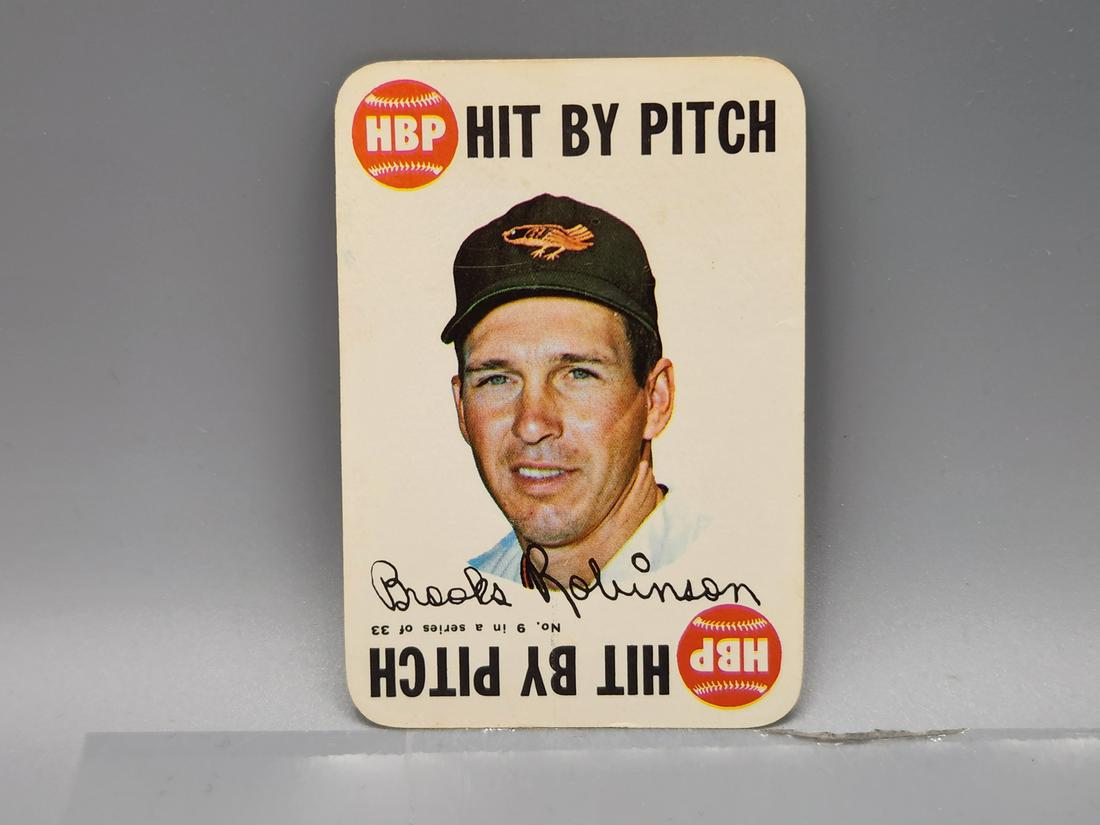 HBP HIT BY PITCH
Brooks Robinson
No. 9 in a series of 33
HIT BY PITCH HBP